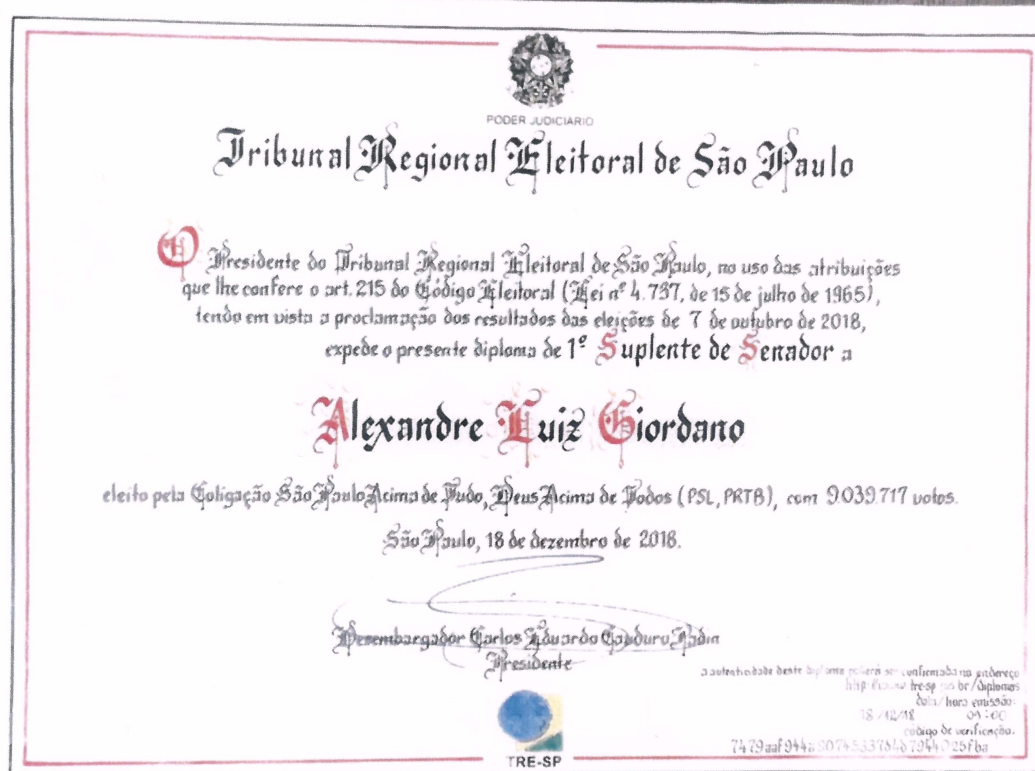 PODER JUDICIÁRIO
Tribunal Regional Eleitoral de São Paulo
O Presidente do Tribunal Regional Eleitoral de São Paulo, no uso das atribuições
que lhe confere o art. 215 do Código Eleitoral (Lei nº 4.737, de 15 de julho de 1965),
tendo em vista a proclamação dos resultados das eleições de 7 de outubro de 2018,
expede o presente diploma de 1º Suplente de Senador a
Alexandre Luiz Giordano
eleito pela Coligação São Paulo Acima de Tudo, Deus Acima de Todos (PSL, PRTB), com 9.039.717 votos.
São Paulo, 18 de dezembro de 2018.
Desembargador Carlos Eduardo Cauduro Padin
Presidente
a autenticidade deste diploma poderá ser confirmada no endereço
br/diplomas
data/hora emissão:
18/12/18
código de verificação:
TRE-SP